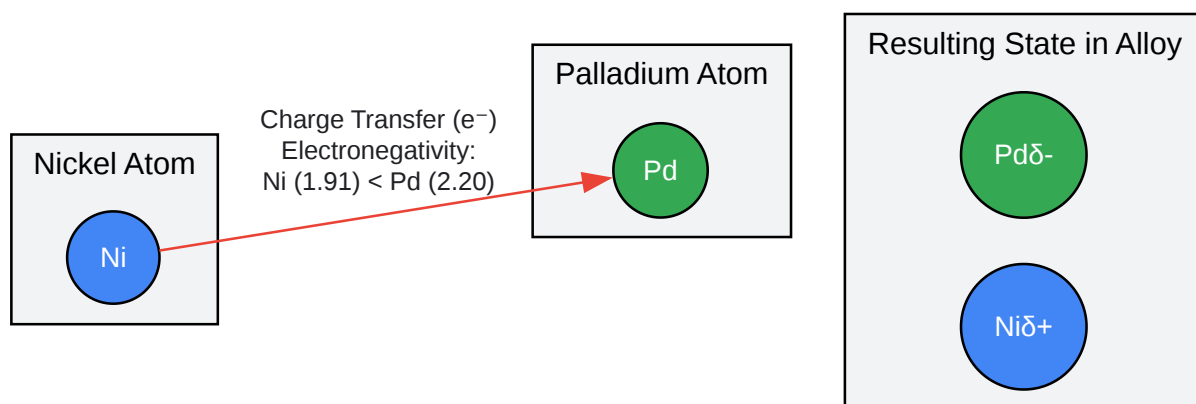 Nickel Atom
Ni
Charge Transfer (e⁻)
Electronegativity:
Ni (1.91) < Pd (2.20)
Palladium Atom
Pd
Resulting State in Alloy
Pdδ-
Niδ+